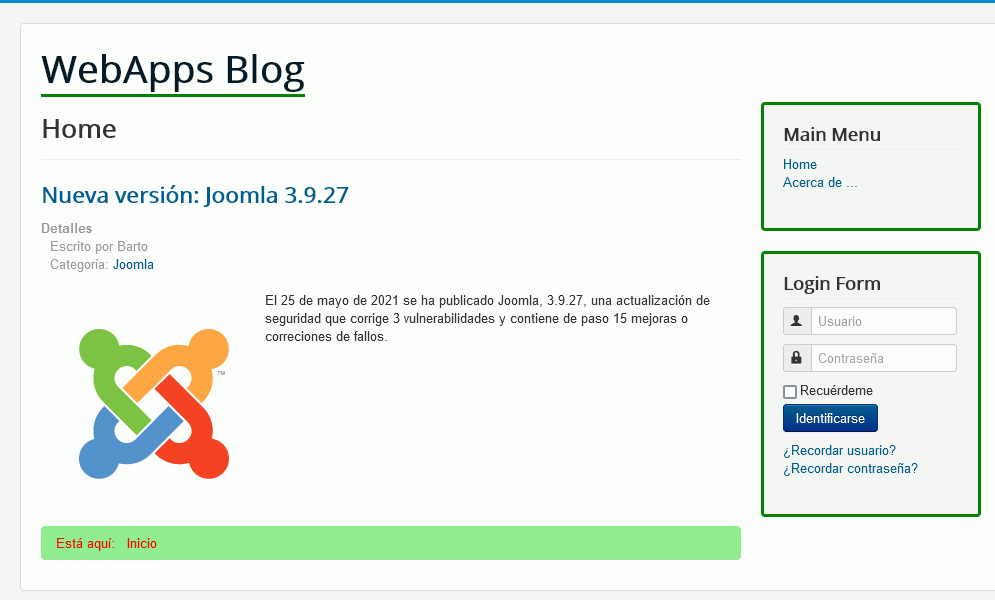 WebApps Blog
Home
Nueva versión: Joomla 3.9.27
Detalles
Escrito por Barto
Categoría: Joomla
El 25 de mayo de 2021 se ha publicado Joomla, 3.9.27, una actualización de
seguridad que corrige 3 vulnerabilidades y contiene de paso 15 mejoras o
correciones de fallos.
TM
Está aquí: Inicio
Main Menu
Home
Acerca de ...
Login Form
Usuario
Contraseña
Recuérdeme
Identificarse
¿Recordar usuario?
¿Recordar contraseña?